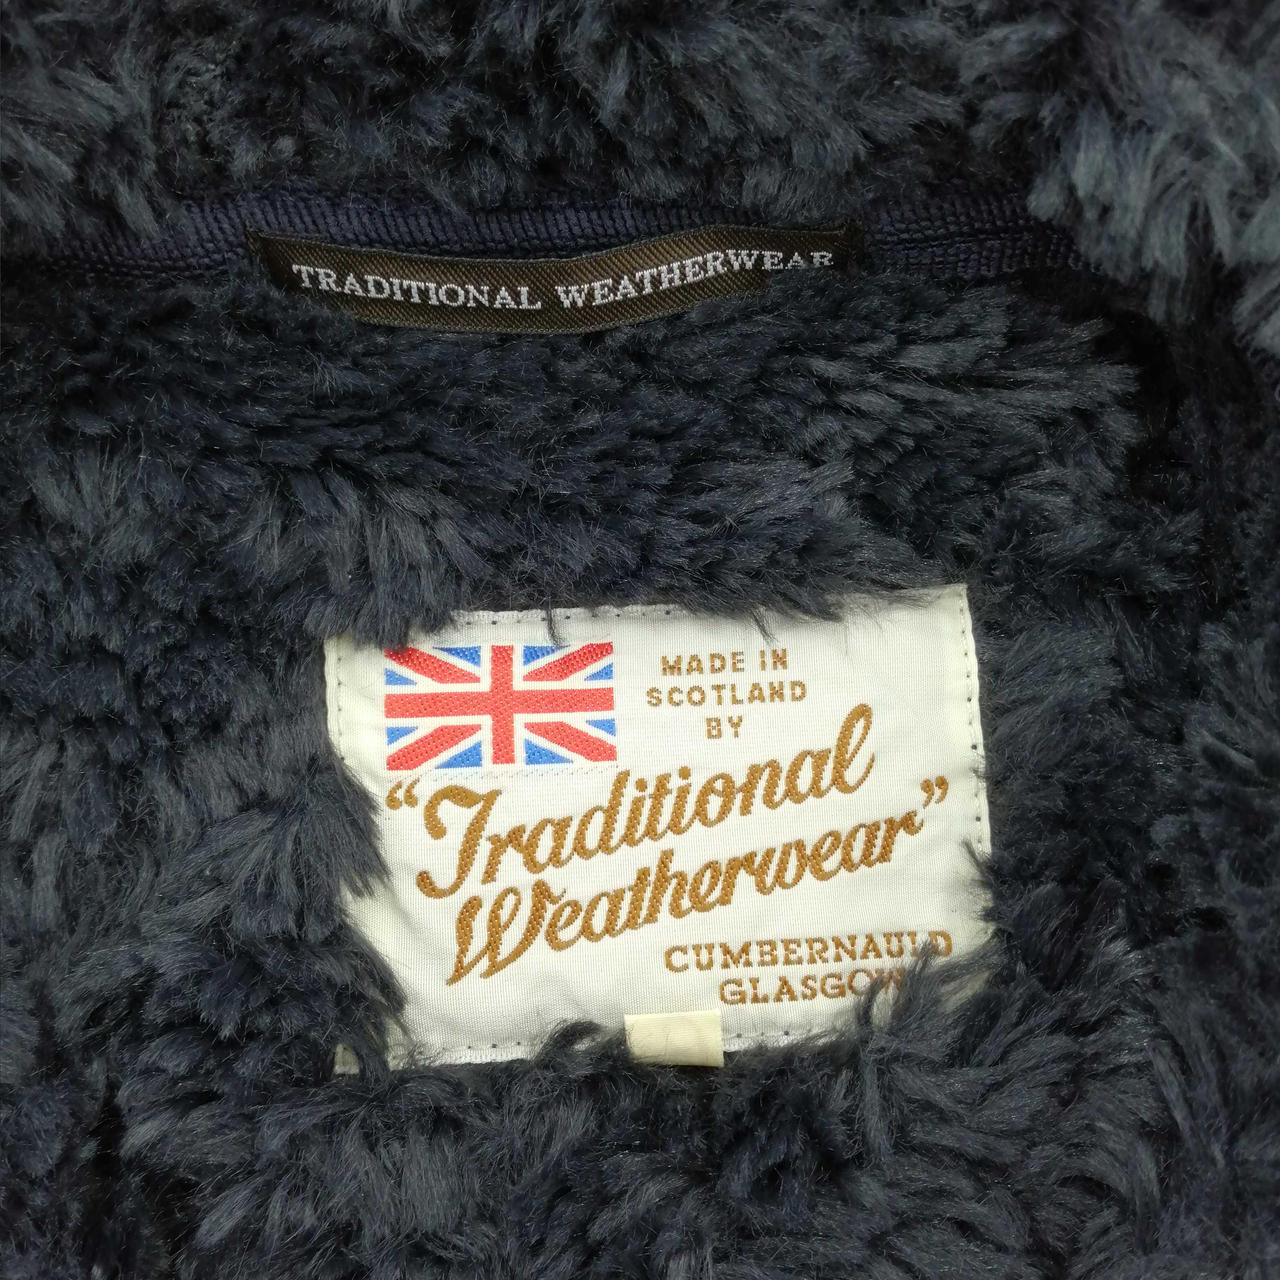 TRADITIONAL WEATHERWEAR
MADE IN
SCOTLAND
BY
“Traditional
Weatherwear”
CUMBERNAULD
GLASGOW